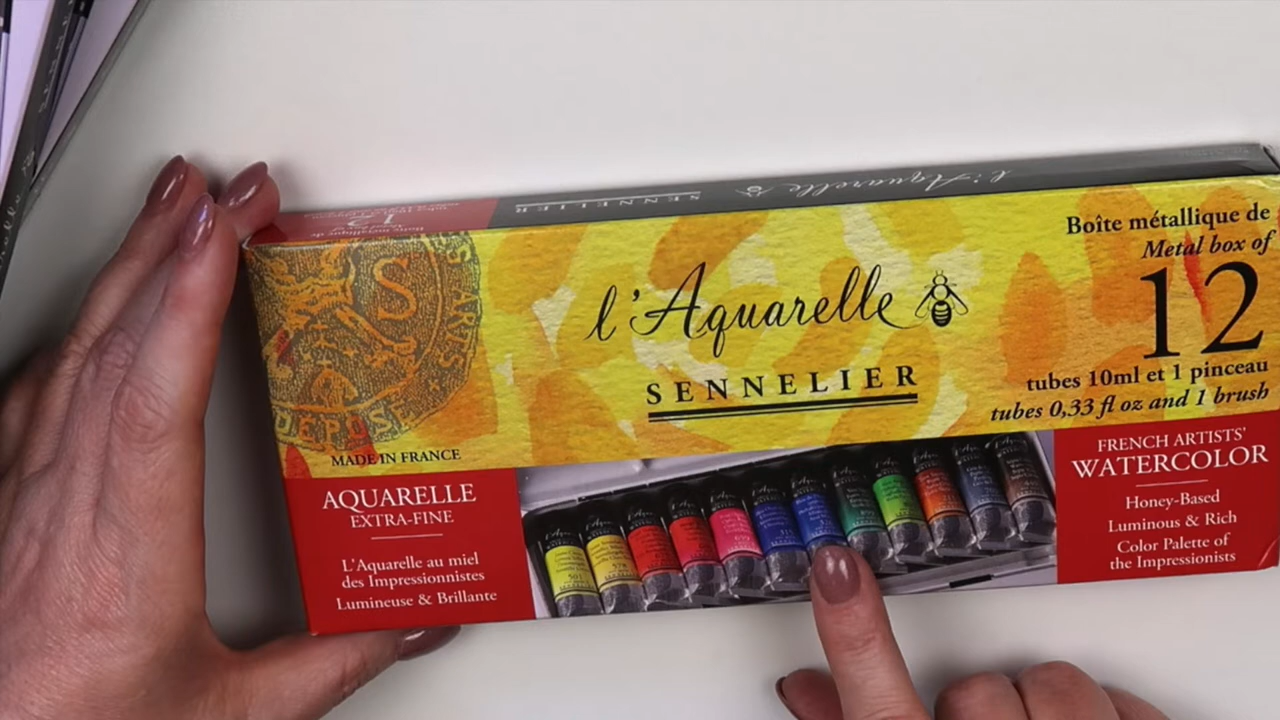 l'Aquarelle
SENNELIER
l'Aquarelle
SENNELIER
Boîte métallique de
Metal box of
12
tubes 10ml et 1 pinceau
tubes 0,33 fl oz and 1 brush
S
DEPOS
MADE IN FRANCE
AQUARELLE
EXTRA-FINE
L'Aquarelle au miel
des Impressionnistes
Lumineuse & Brillante
FRENCH ARTISTS'
WATERCOLOR
Honey-Based
Luminous & Rich
Color Palette of
the Impressionists